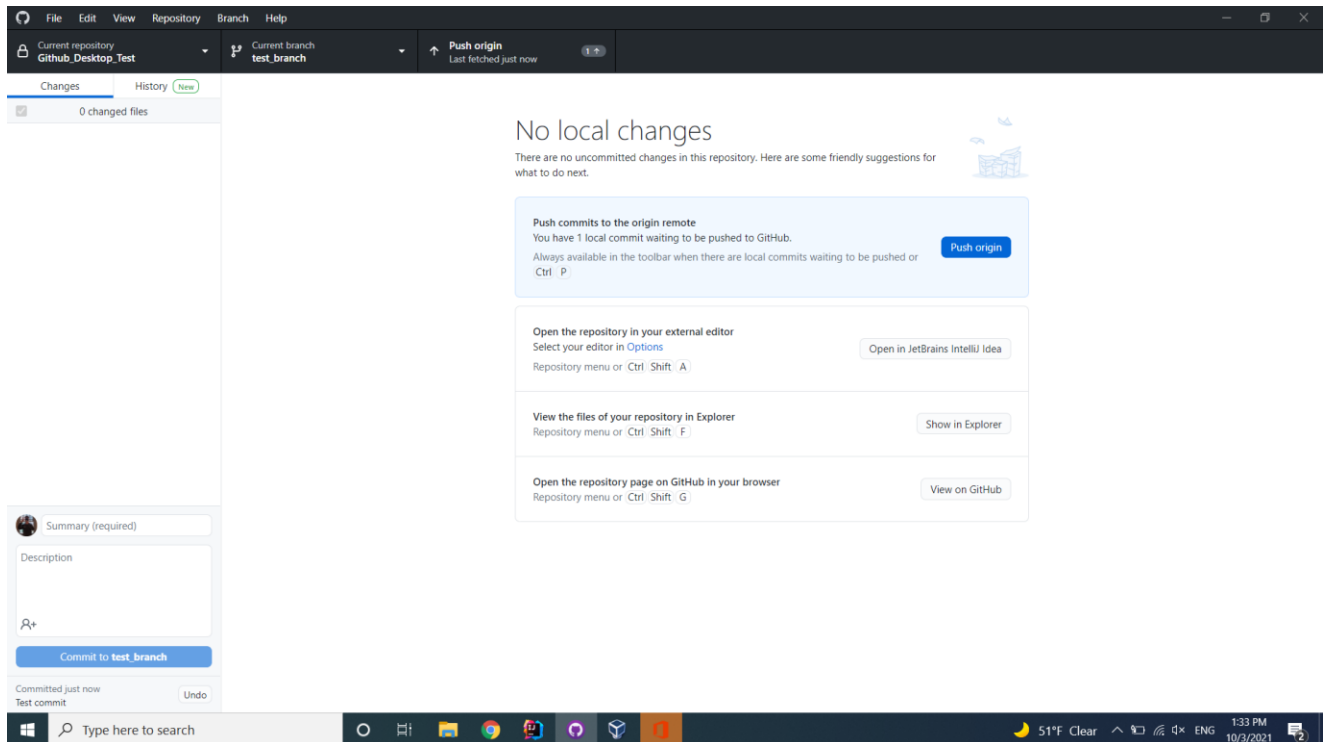 File Edit View Repository Branch Help
Current repository
Github_Desktop_Test
Current branch
test_branch
Push origin
Last fetched just now
1
Changes
History New
0 changed files
No local changes
There are no uncommitted changes in this repository. Here are some friendly suggestions for
what to do next.
Push commits to the origin remote
You have 1 local commit waiting to be pushed to GitHub.
Always available in the toolbar when there are local commits waiting to be pushed or
Ctrl P
Push origin
Open the repository in your external editor
Select your editor in Options
Repository menu or Ctrl Shift A
Open in JetBrains IntelliJ Idea
View the files of your repository in Explorer
Repository menu or Ctrl Shift F
Show in Explorer
Open the repository page on GitHub in your browser
Repository menu or Ctrl Shift G
View on GitHub
Summary (required)
Description
Commit to test_branch
Committed just now
Test commit
Undo
Type here to search
51°F Clear
ENG
1:33 PM
10/3/2021
2